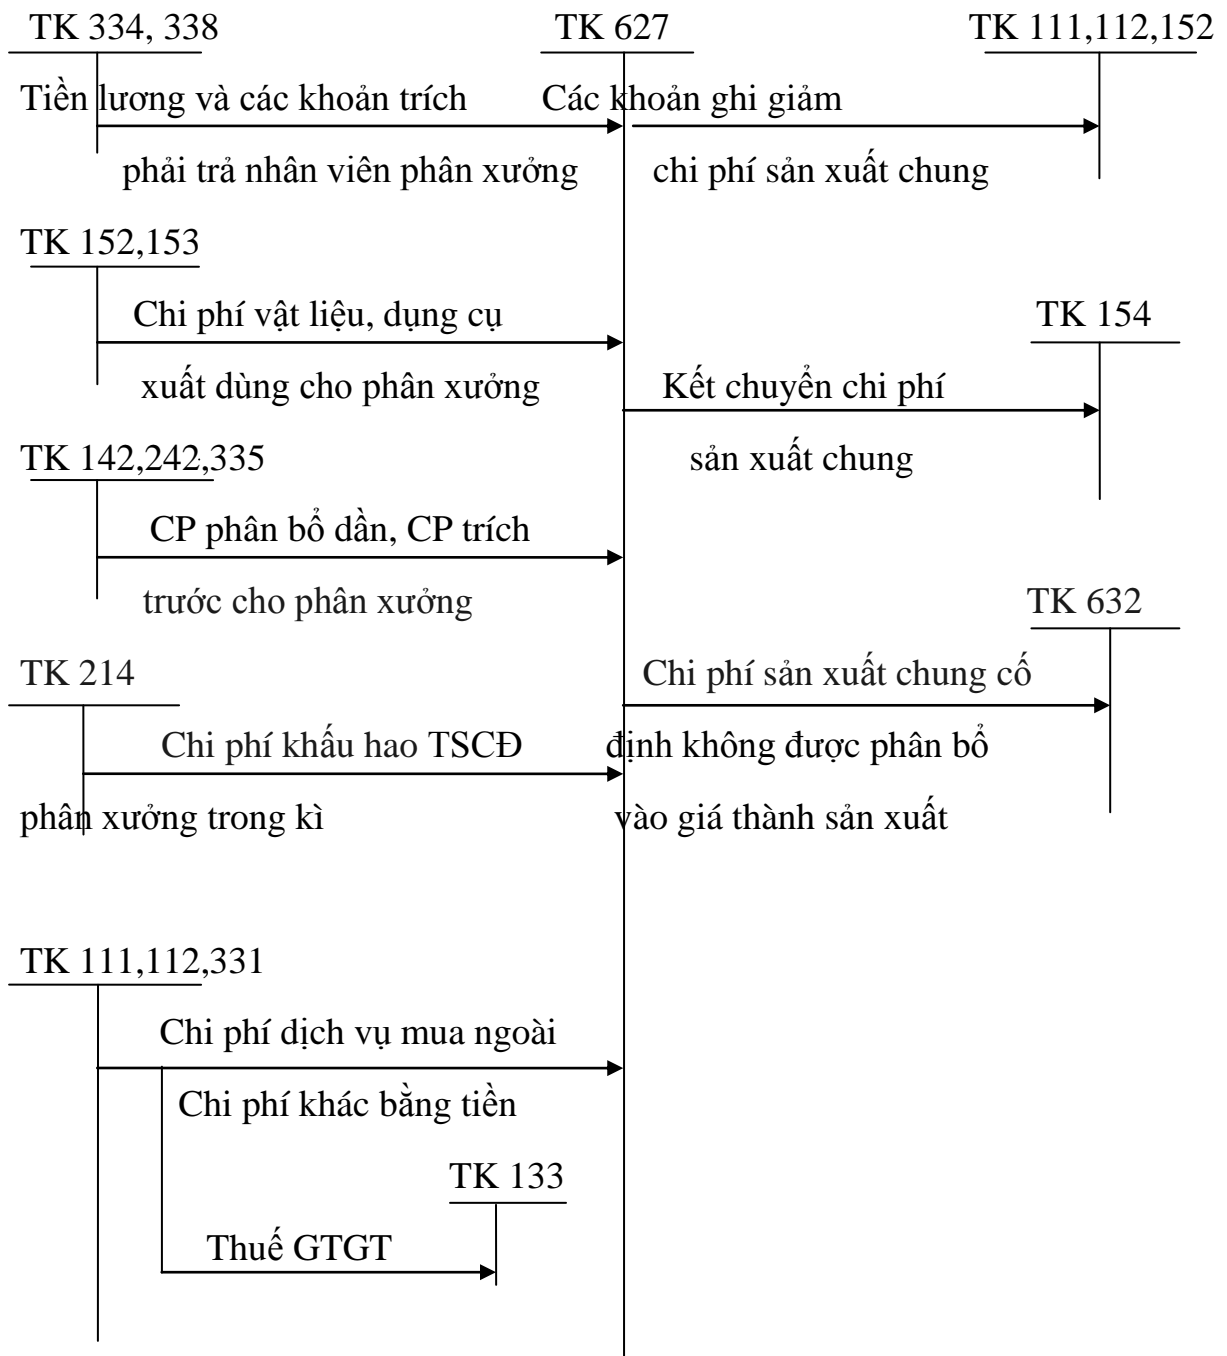 TK 334, 338 TK 627 TK 111,112,152
Tiền lương và các khoản trích Các khoản ghi giảm
phải trả nhân viên phân xưởng chi phí sản xuất chung
TK 152,153
Chi phí vật liệu, dụng cụ TK 154
xuất dùng cho phân xưởng Kết chuyển chi phí
TK 142,242,335 sản xuất chung
CP phân bổ dần, CP trích
trước cho phân xưởng TK 632
TK 214 Chi phí sản xuất chung cố
Chi phí khấu hao TSCĐ định không được phân bổ
phân xưởng trong kì vào giá thành sản xuất
TK 111,112,331
Chi phí dịch vụ mua ngoài
Chi phí khác bằng tiền
TK 133
Thuế GTGT